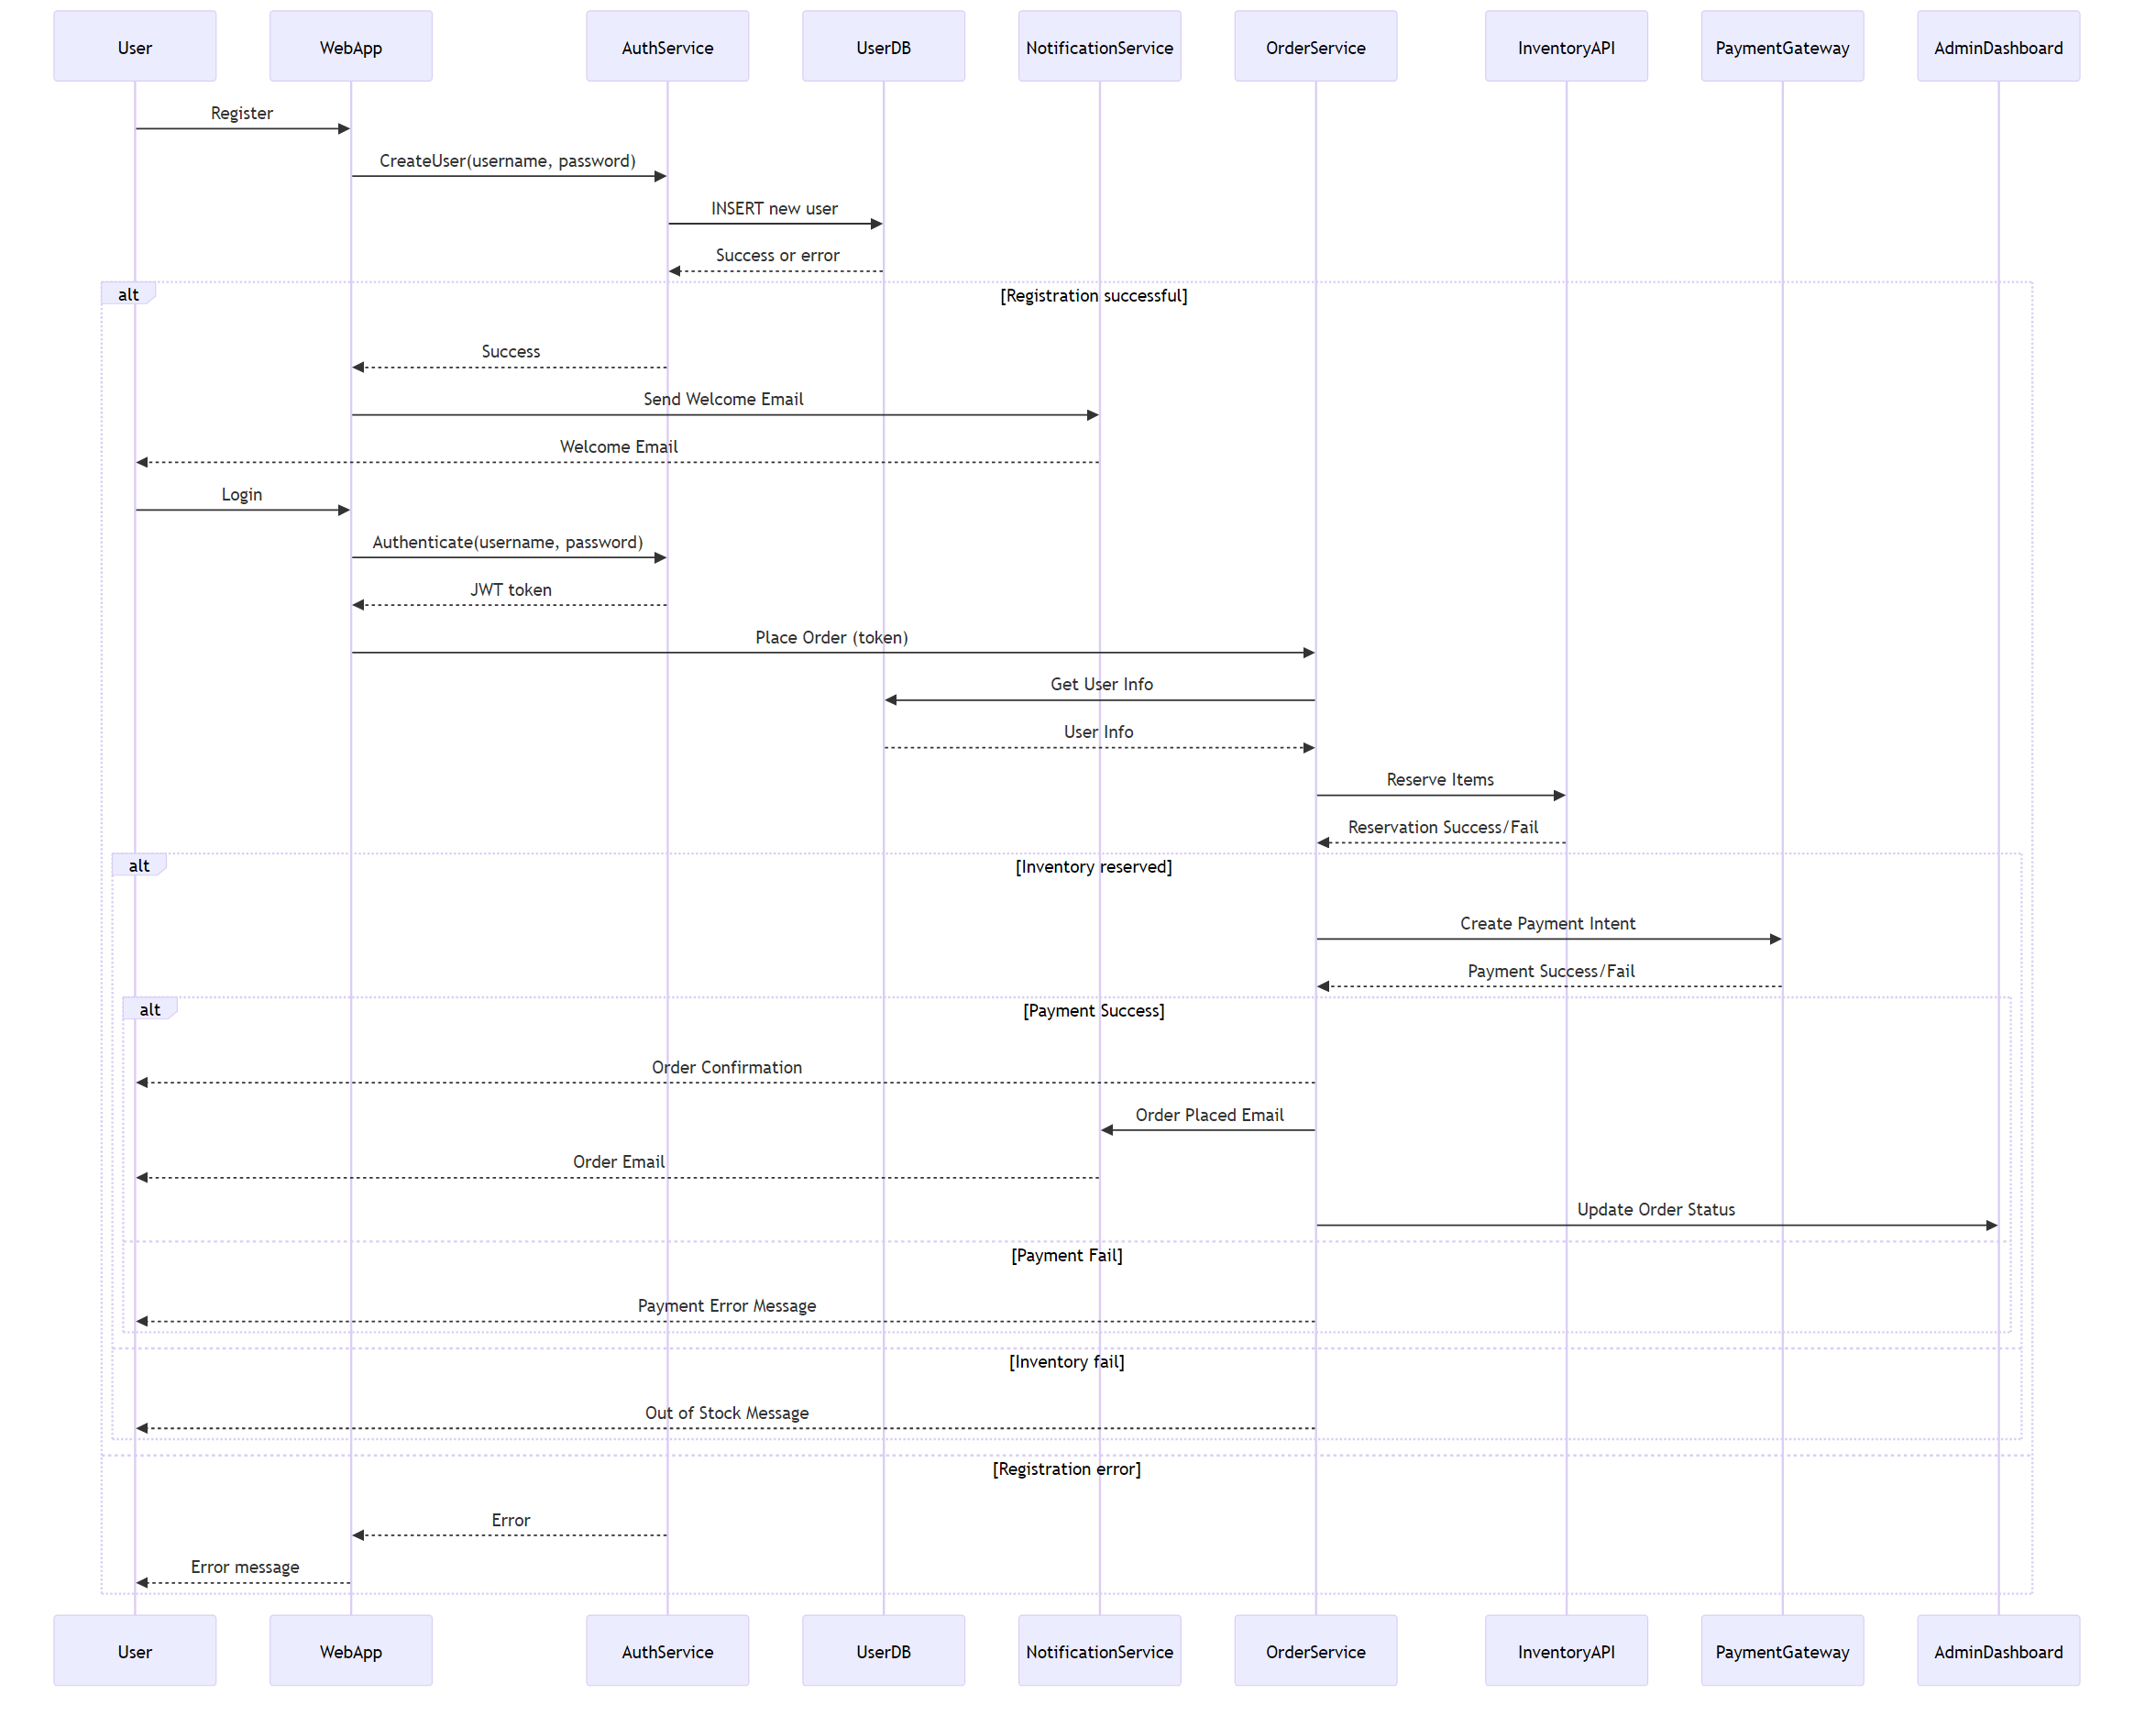 User
WebApp
AuthService
UserDB
NotificationService
OrderService
InventoryAPI
PaymentGateway
AdminDashboard
Register
CreateUser(username, password)
INSERT new user
Success or error
alt
[Registration successful]
Success
Send Welcome Email
Welcome Email
Login
Authenticate(username, password)
JWT token
Place Order (token)
Get User Info
User Info
Reserve Items
Reservation Success/Fail
alt
[Inventory reserved]
Create Payment Intent
Payment Success/Fail
alt
[Payment Success]
Order Confirmation
Order Placed Email
Order Email
Update Order Status
[Payment Fail]
Payment Error Message
[Inventory fail]
Out of Stock Message
[Registration error]
Error
Error message
User
WebApp
AuthService
UserDB
NotificationService
OrderService
InventoryAPI
PaymentGateway
AdminDashboard